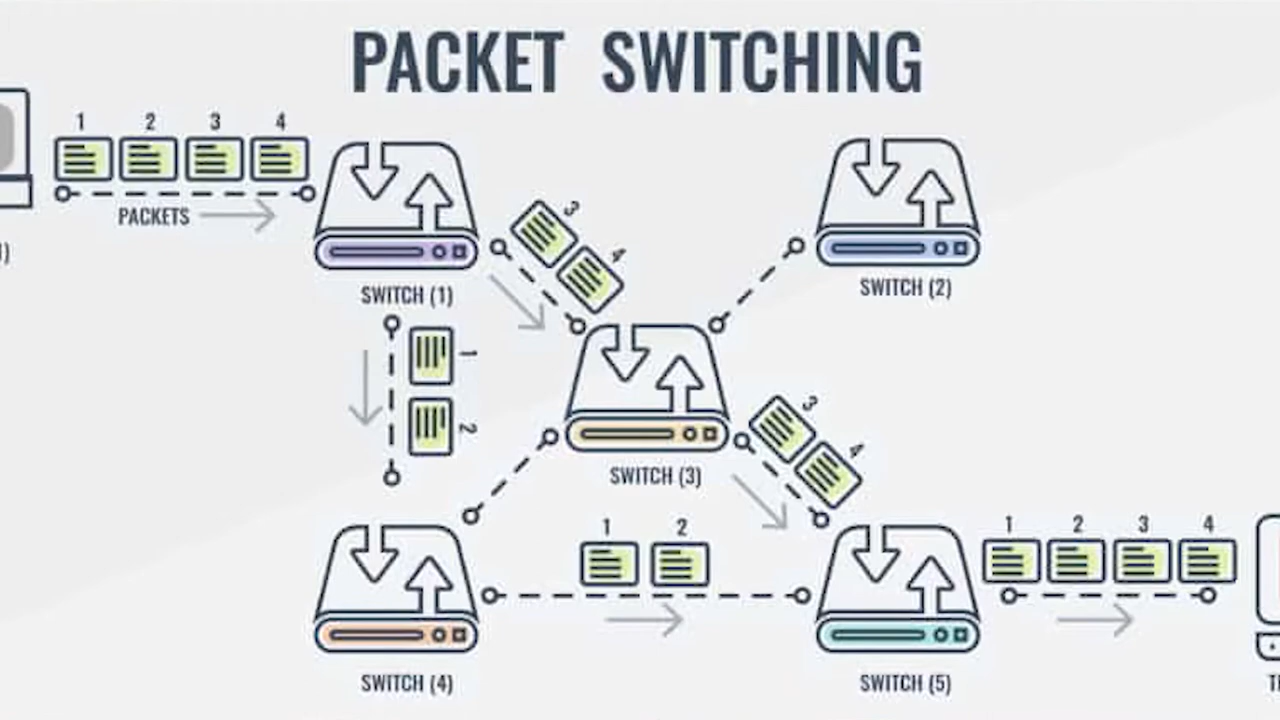 PACKET SWITCHING
1 2 3 4
PACKETS
3
4
SWITCH (1)
SWITCH (2)
1
2
3
4
SWITCH (3)
1 2
1 2 3 4
SWITCH (4)
SWITCH (5)